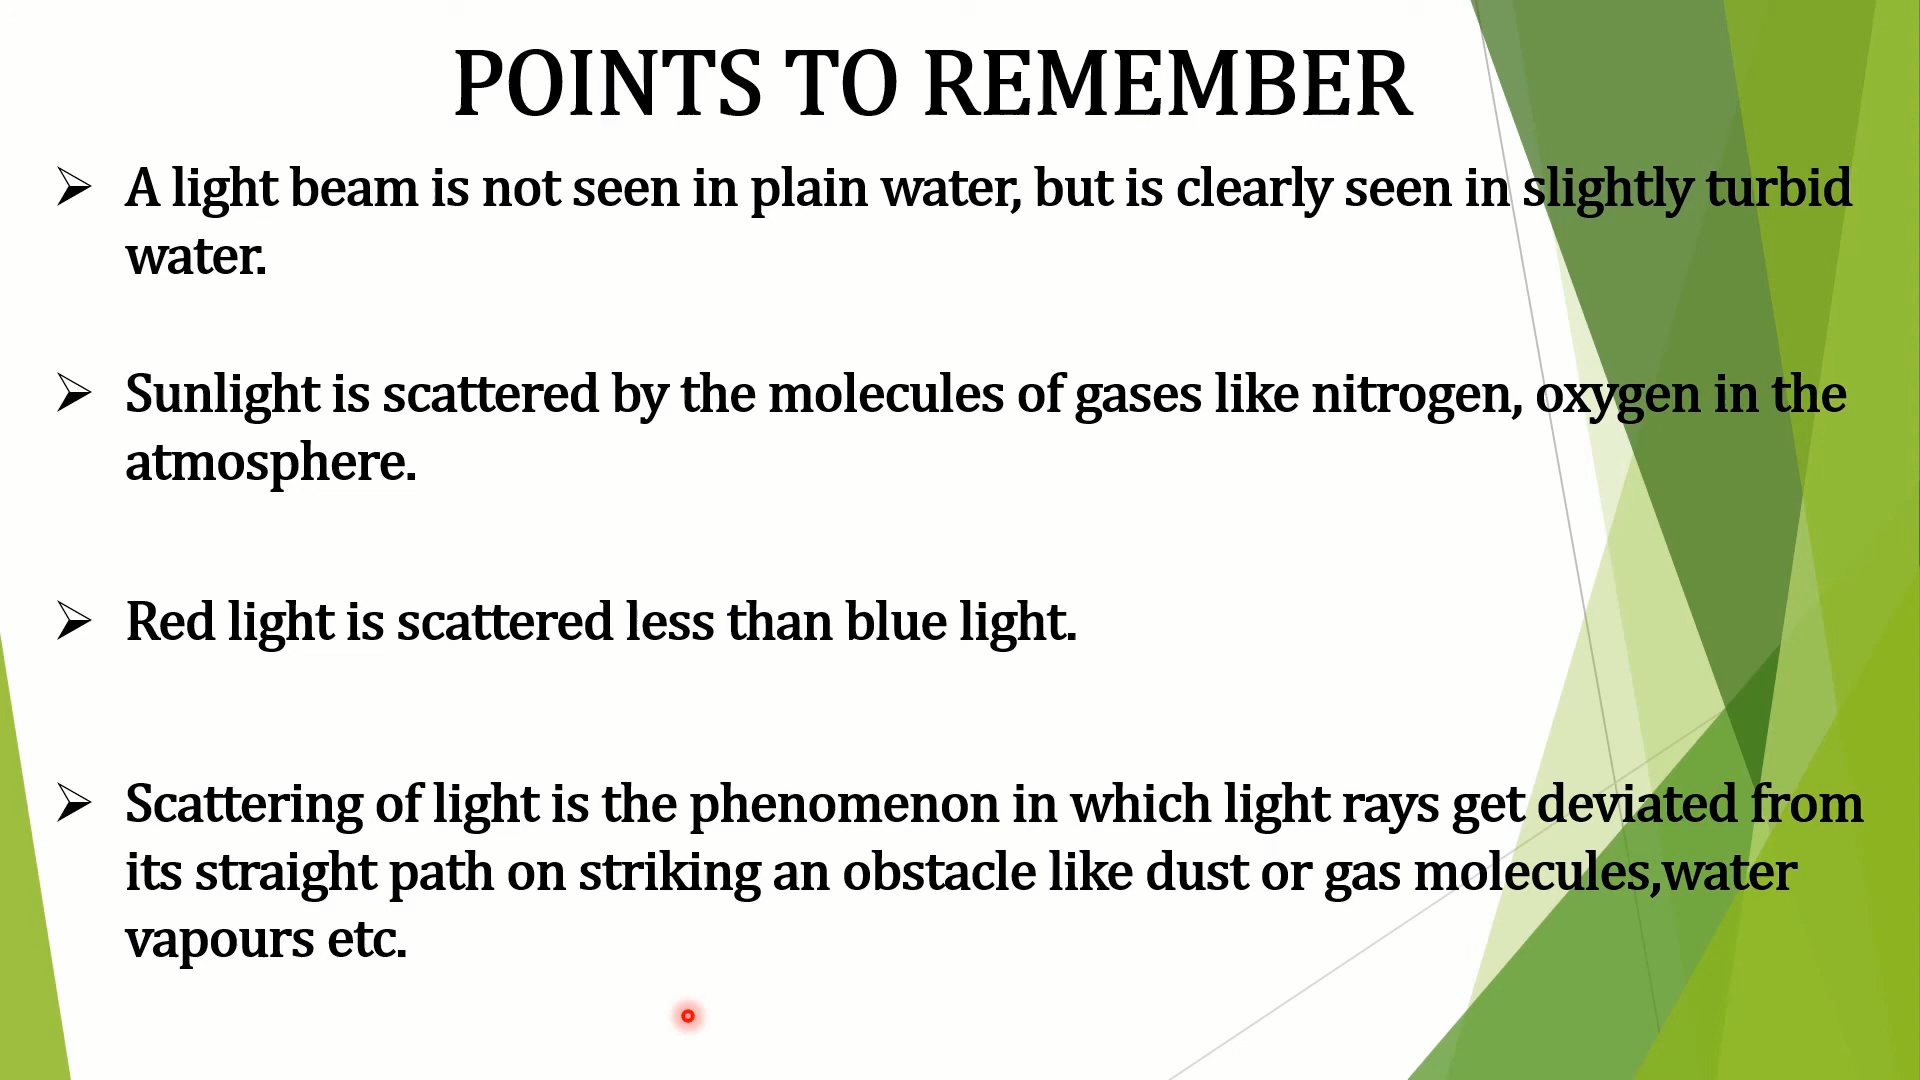 POINTS TO REMEMBER
A light beam is not seen in plain water, but is clearly seen in slightly turbid
water.
Sunlight is scattered by the molecules of gases like nitrogen, oxygen in the
atmosphere.
Red light is scattered less than blue light.
Scattering of light is the phenomenon in which light rays get deviated from
its straight path on striking an obstacle like dust or gas molecules,water
vapours etc.